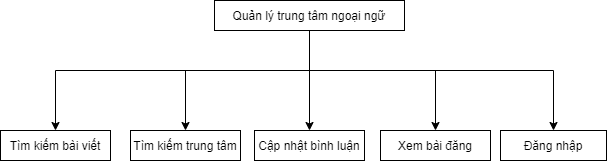 Quản lý trung tâm ngoại ngữ
Tìm kiếm bài viết
Tìm kiếm trung tâm
Cập nhật bình luận
Xem bài đăng
Đăng nhập